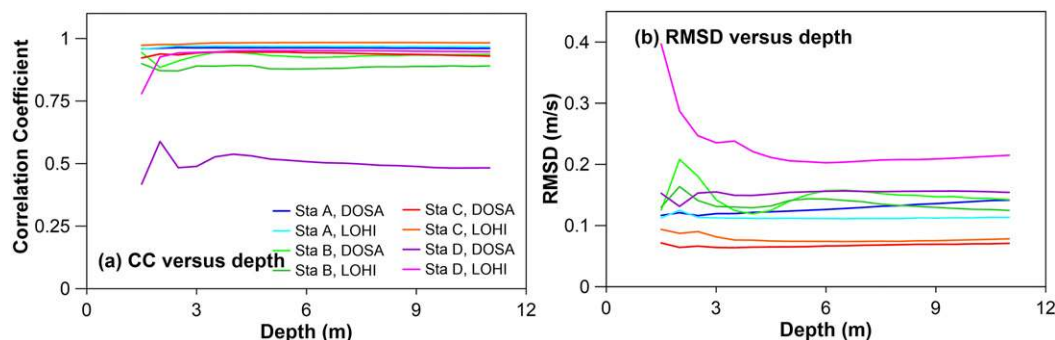 Correlation Coefficient
1
0.75
0.5
0.25
0
0 3 6 9 12
Depth (m)
(a) CC versus depth
Sta A, DOSA
Sta A, LOHI
Sta B, DOSA
Sta B, LOHI
Sta C, DOSA
Sta C, LOHI
Sta D, DOSA
Sta D, LOHI
(b) RMSD versus depth
RMSD (m/s)
0.4
0.3
0.2
0.1
0
0 3 6 9 12
Depth (m)